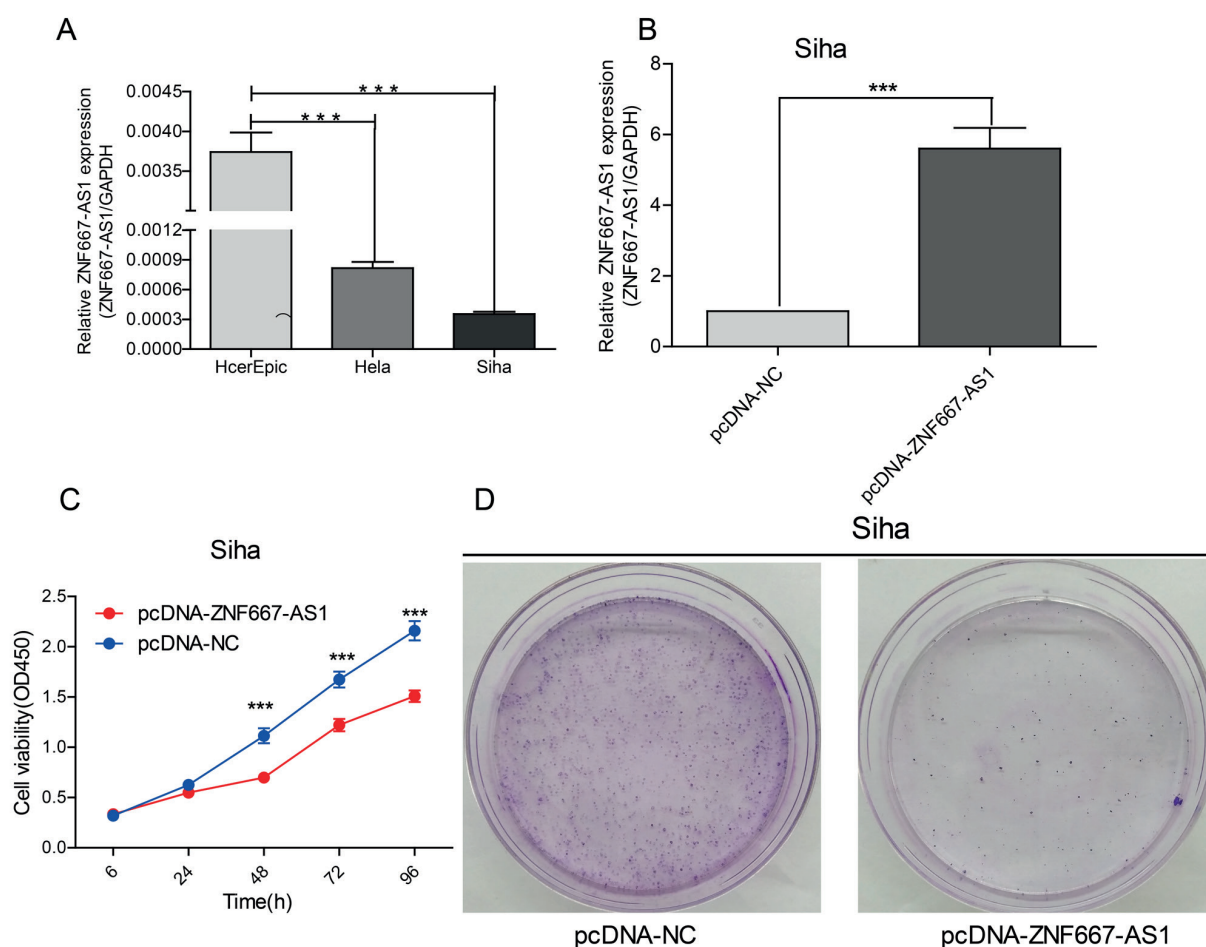 A
Relative ZNF667-AS1 expression
(ZNF667-AS1/GAPDH
0.0045
0.0040
0.0035
0.0012
0.0009
0.0006
0.0003
0.0000
* * *
* * *
HcerEpic
Hela
Siha
B
Siha
Relative ZNF667-AS1 expression
(ZNF667-AS1/GAPDH)
8
6
4
2
0
***
pcDNA-NC
pcDNA-ZNF667-AS1
C
Siha
Cell viability(OD450)
2.5
2.0
1.5
1.0
0.5
0.0
pcDNA-ZNF667-AS1
pcDNA-NC
***
***
***
6
24
48
72
96
Time(h)
D
Siha
pcDNA-NC
pcDNA-ZNF667-AS1